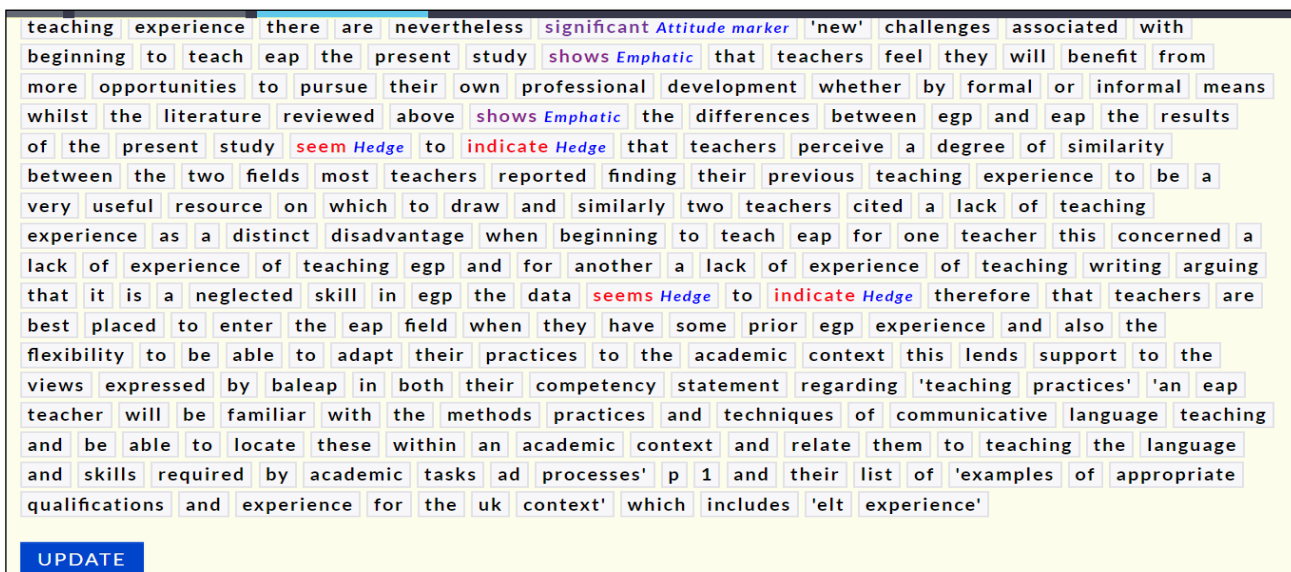 teaching experience there are nevertheless significant Attitude marker 'new' challenges associated with
beginning to teach eap the present study shows Emphatic that teachers feel they will benefit from
more opportunities to pursue their own professional development whether by formal or informal means
whilst the literature reviewed above shows Emphatic the differences between egp and eap the results
of the present study seem Hedge to indicate Hedge that teachers perceive a degree of similarity
between the two fields most teachers reported finding their previous teaching experience to be a
very useful resource on which to draw and similarly two teachers cited a lack of teaching
experience as a distinct disadvantage when beginning to teach eap for one teacher this concerned a
lack of experience of teaching egp and for another a lack of experience of teaching writing arguing
that it is a neglected skill in egp the data seems Hedge to indicate Hedge therefore that teachers are
best placed to enter the eap field when they have some prior egp experience and also the
flexibility to be able to adapt their practices to the academic context this lends support to the
views expressed by baleap in both their competency statement regarding 'teaching practices' 'an eap
teacher will be familiar with the methods practices and techniques of communicative language teaching
and be able to locate these within an academic context and relate them to teaching the language
and skills required by academic tasks ad processes' p 1 and their list of 'examples of appropriate
qualifications and experience for the uk context' which includes 'elt experience'
UPDATE